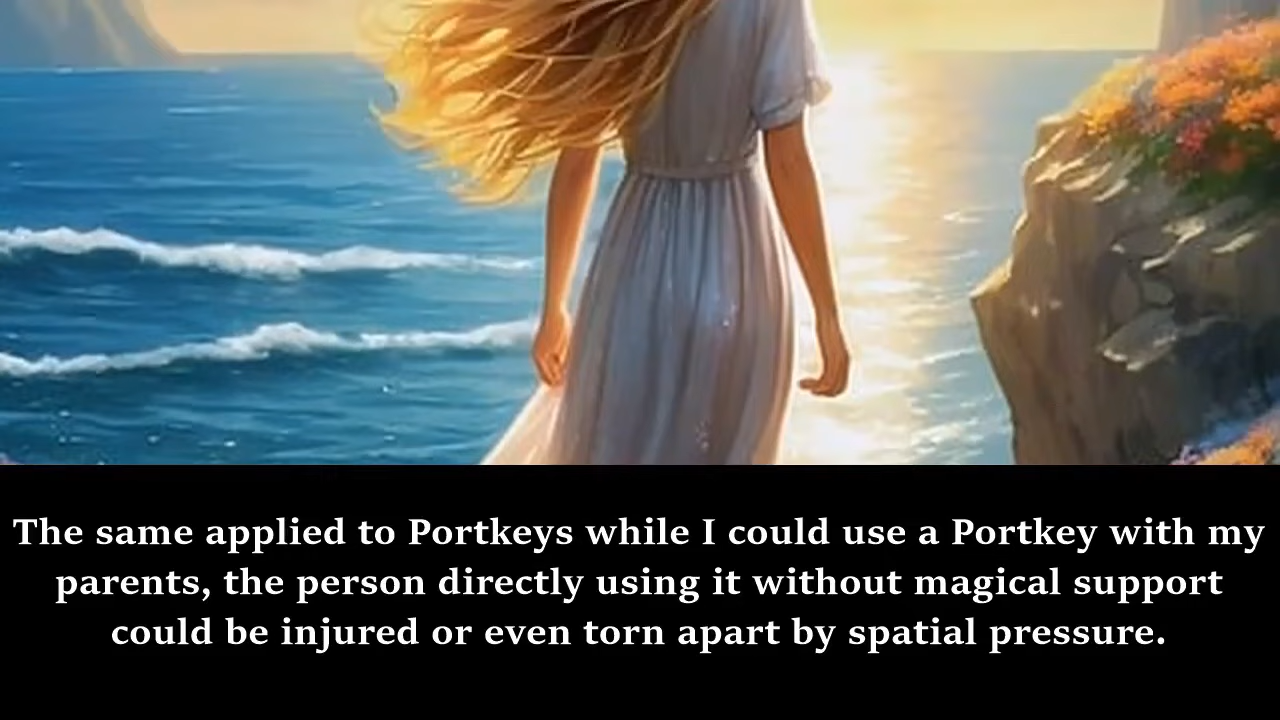 The same applied to Portkeys while I could use a Portkey with my
parents, the person directly using it without magical support
could be injured or even torn apart by spatial pressure.